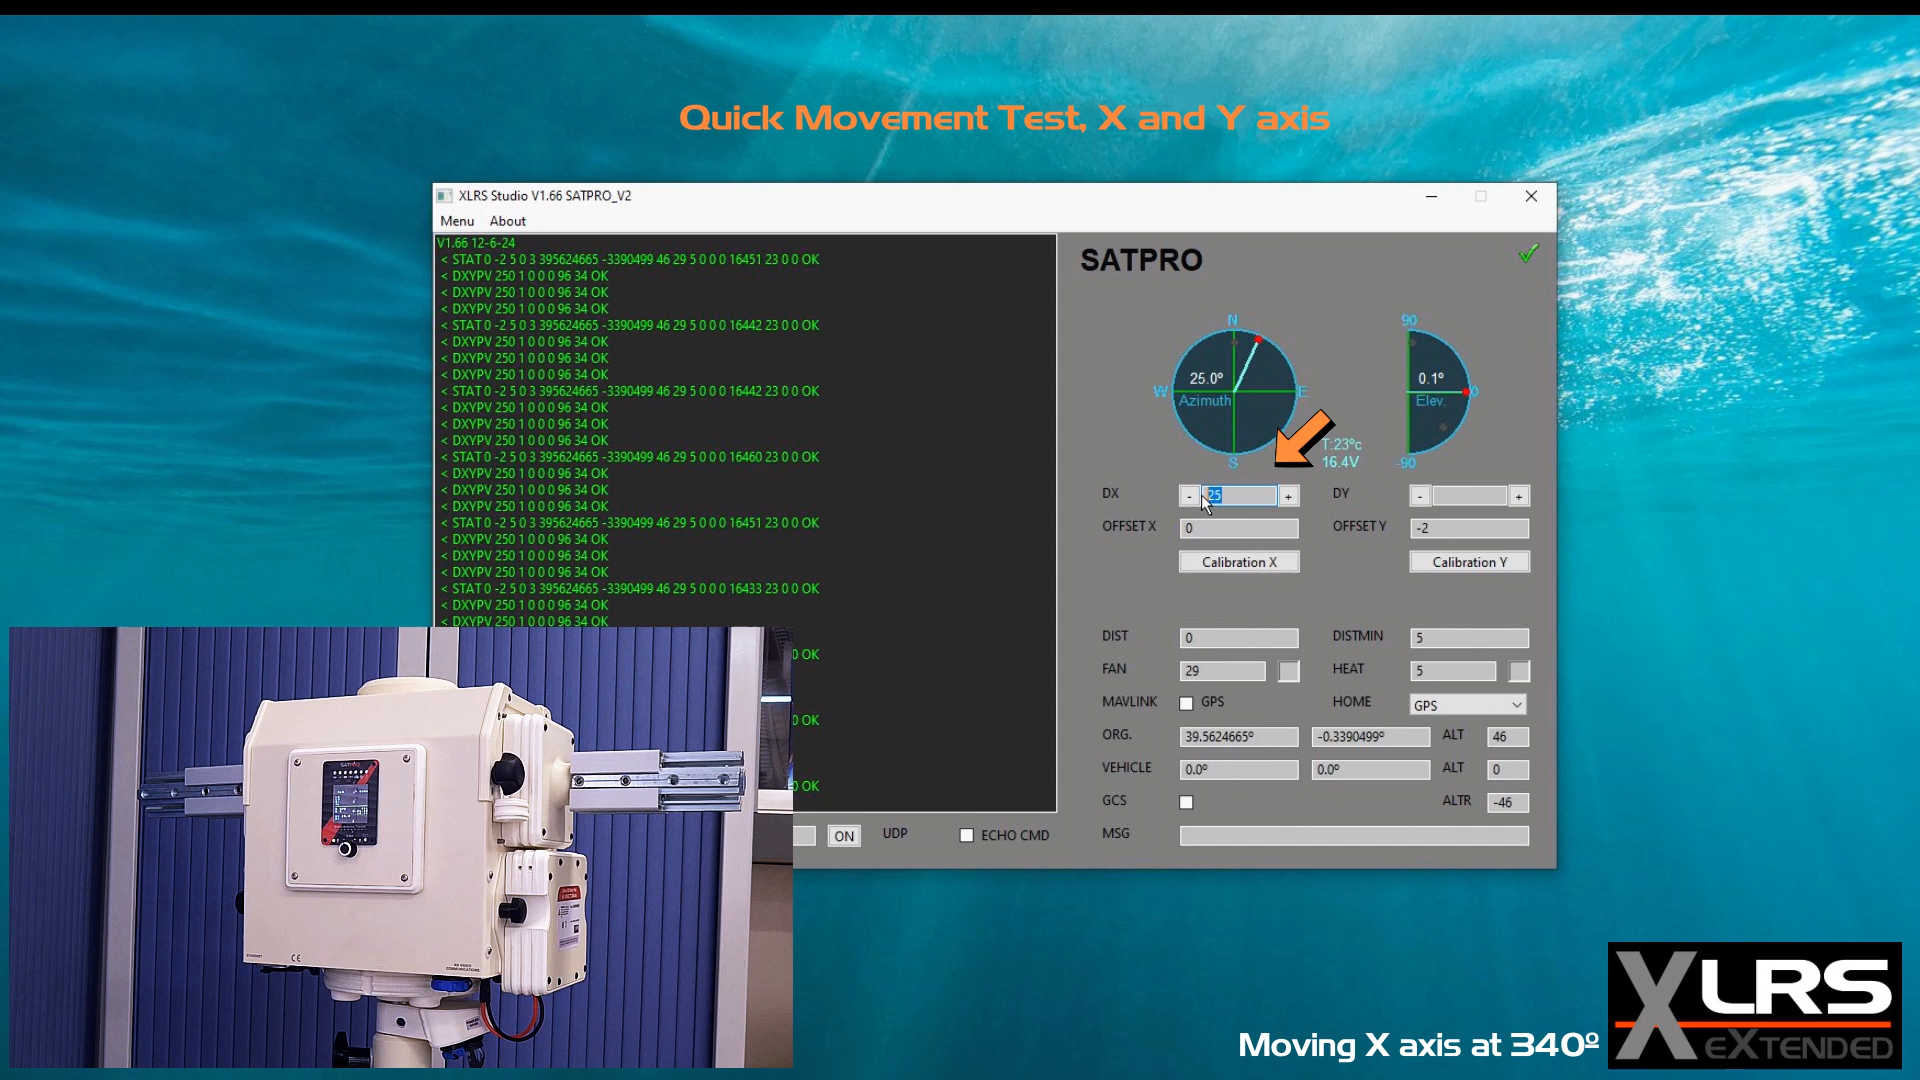 Quick Movement Test, X and Y axis
XLRS Studio V1.66 SATPRO_V2
Menu About
V1.66 12-6-24
< STAT 0 -2 5 0 3 395624665 -3390499 46 29 5 0 0 0 16451 23 0 0 OK
< DXYPV 250 1 0 0 0 96 34 OK
< DXYPV 250 1 0 0 0 96 34 OK
< DXYPV 250 1 0 0 0 96 34 OK
< STAT 0 -2 5 0 3 395624665 -3390499 46 29 5 0 0 0 16442 23 0 0 OK
< DXYPV 250 1 0 0 0 96 34 OK
< DXYPV 250 1 0 0 0 96 34 OK
< DXYPV 250 1 0 0 0 96 34 OK
< STAT 0 -2 5 0 3 395624665 -3390499 46 29 5 0 0 0 16442 23 0 0 OK
< DXYPV 250 1 0 0 0 96 34 OK
< DXYPV 250 1 0 0 0 96 34 OK
< DXYPV 250 1 0 0 0 96 34 OK
< STAT 0 -2 5 0 3 395624665 -3390499 46 29 5 0 0 0 16460 23 0 0 OK
< DXYPV 250 1 0 0 0 96 34 OK
< DXYPV 250 1 0 0 0 96 34 OK
< DXYPV 250 1 0 0 0 96 34 OK
< STAT 0 -2 5 0 3 395624665 -3390499 46 29 5 0 0 0 16451 23 0 0 OK
< DXYPV 250 1 0 0 0 96 34 OK
< DXYPV 250 1 0 0 0 96 34 OK
< DXYPV 250 1 0 0 0 96 34 OK
< STAT 0 -2 5 0 3 395624665 -3390499 46 29 5 0 0 0 16433 23 0 0 OK
< DXYPV 250 1 0 0 0 96 34 OK
< DXYPV 250 1 0 0 0 96 34 OK
0 OK
0 OK
0 OK
ON UDP ECHO CMD
SATPRO
N
W E
S
25.0º
Azimuth
90
0
-90
0.1º
Elev.
T:23ºc
16.4V
DX - 25 + DY - +
OFFSET X 0 OFFSET Y -2
Calibration X Calibration Y
DIST 0 DISTMIN 5
FAN 29 HEAT 5
MAVLINK GPS HOME GPS
ORG. 39.5624665º -0.3390499º ALT 46
VEHICLE 0.0º 0.0º ALT 0
GCS ALTR -46
MSG
SATPRO
CE
Moving X axis at 340º
XLRS
eXTENDED